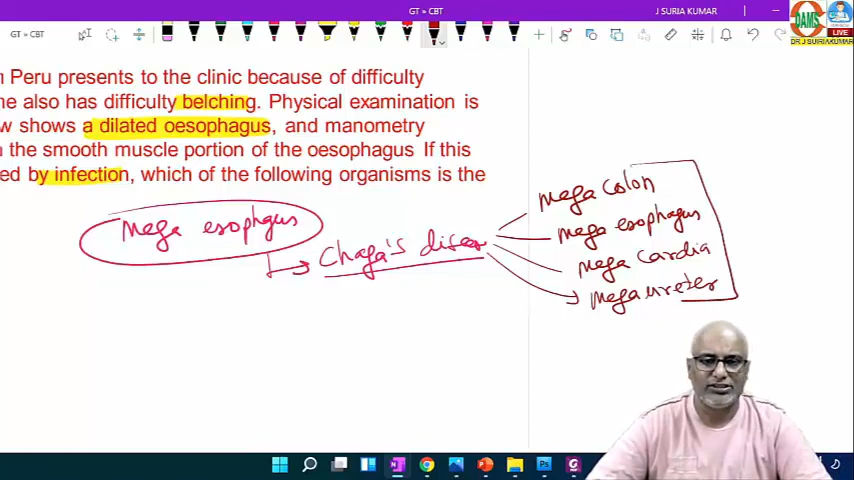 GT » CBT
J SURIA KUMAR
GT » CBT
DAMS
LIVE
DR J SURIAKUMAR
n Peru presents to the clinic because of difficulty
ne also has difficulty belching. Physical examination is
w shows a dilated oesophagus, and manometry
n the smooth muscle portion of the oesophagus If this
ed by infection, which of the following organisms is the
Mega esophgus
Chaga's disease
mega colon
mega esophagus
mega cardia
mega ureter